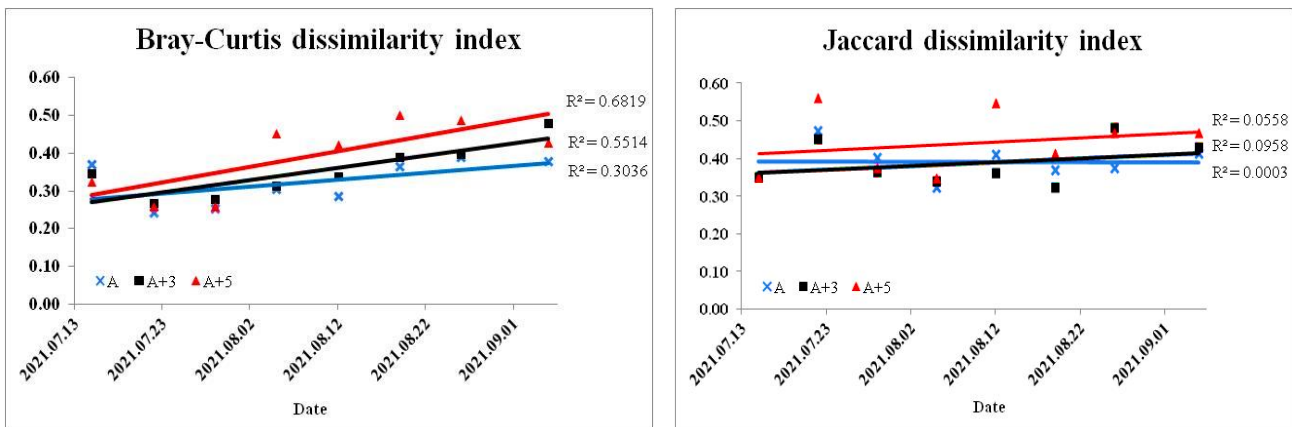 Bray-Curtis dissimilarity index
0.60
0.50
0.40
0.30
0.20
0.10
0.00
R² = 0.6819
R² = 0.5514
R² = 0.3036
A A+3 A+5
2021.07.13
2021.07.23
2021.08.02
2021.08.12
2021.08.22
2021.09.01
Date
Jaccard dissimilarity index
0.60
0.50
0.40
0.30
0.20
0.10
0.00
R² = 0.0558
R² = 0.0958
R² = 0.0003
A A+3 A+5
2021.07.13
2021.07.23
2021.08.02
2021.08.12
2021.08.22
2021.09.01
Date